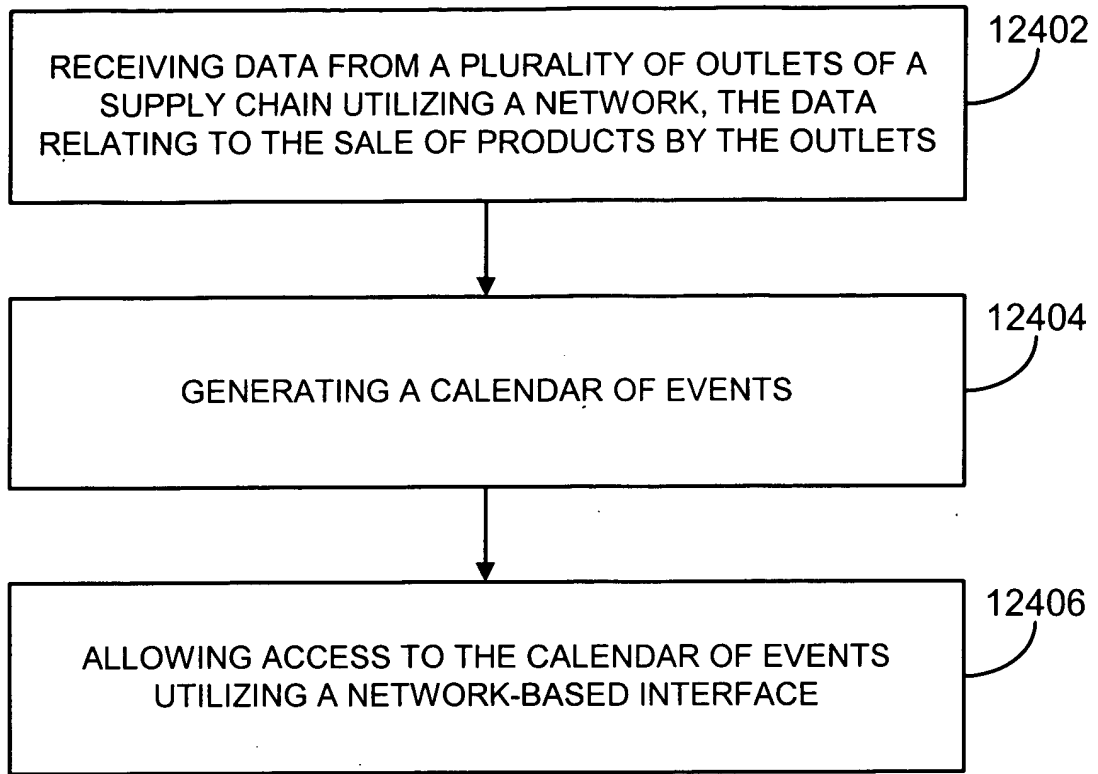 12402
RECEIVING DATA FROM A PLURALITY OF OUTLETS OF A
SUPPLY CHAIN UTILIZING A NETWORK, THE DATA
RELATING TO THE SALE OF PRODUCTS BY THE OUTLETS
12404
GENERATING A CALENDAR OF EVENTS
12406
ALLOWING ACCESS TO THE CALENDAR OF EVENTS
UTILIZING A NETWORK-BASED INTERFACE